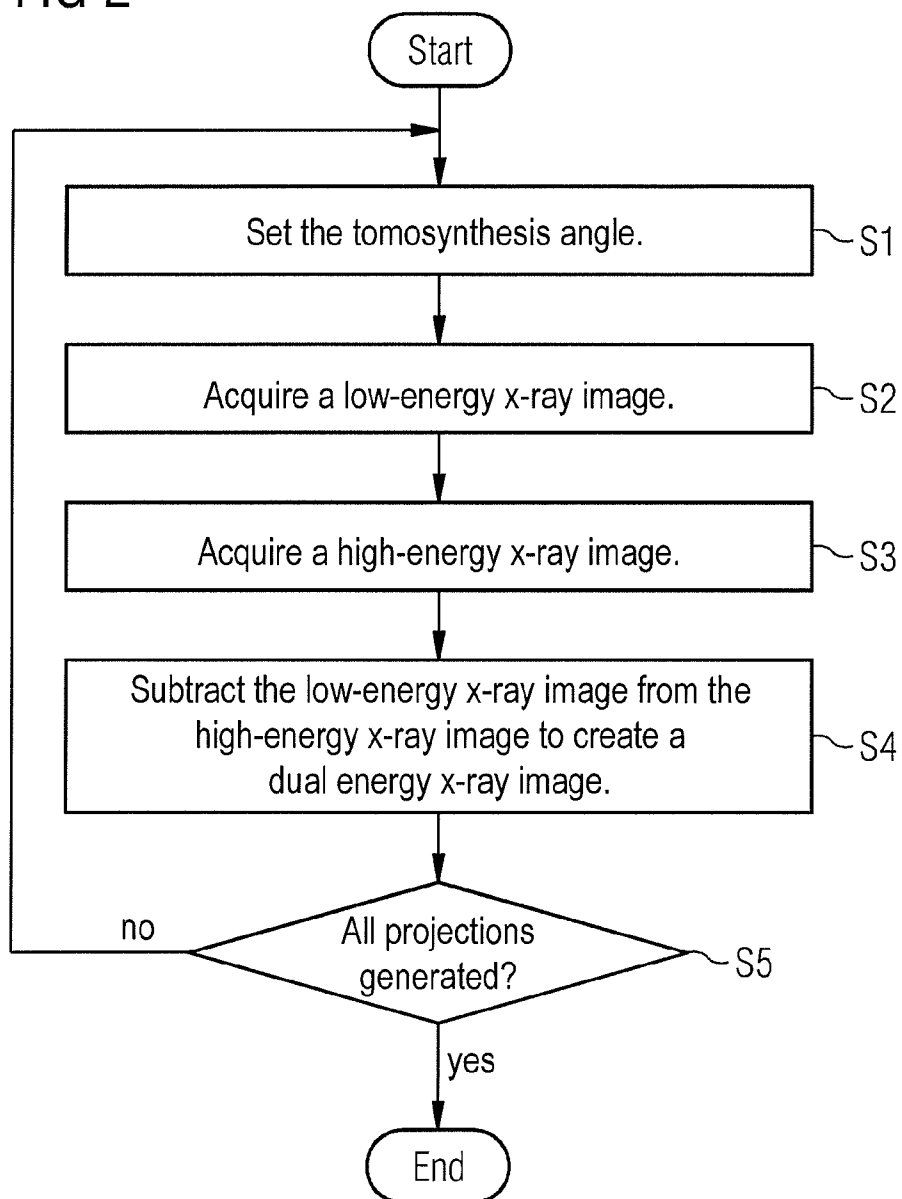 Start
Set the tomosynthesis angle.
S1
Acquire a low-energy x-ray image.
S2
Acquire a high-energy x-ray image.
S3
Subtract the low-energy x-ray image from the
high-energy x-ray image to create a
dual energy x-ray image.
S4
All projections
generated?
S5
no
yes
End